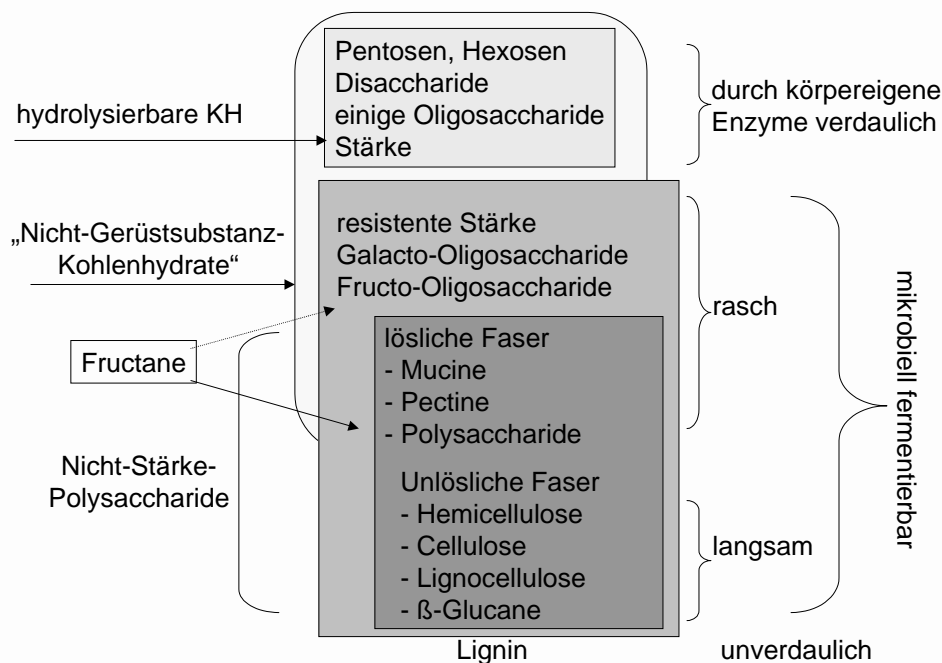 Pentosen, Hexosen
Disaccharide
einige Oligosaccharide
Stärke
durch körpereigene
Enzyme verdaulich
hydrolysierbare KH
„Nicht-Gerüstsubstanz-
Kohlenhydrate“
resistente Stärke
Galacto-Oligosaccharide
Fructo-Oligosaccharide
rasch
mikrobiell fermentierbar
Fructane
lösliche Faser
- Mucine
- Pectine
- Polysaccharide
Nicht-Stärke-
Polysaccharide
Unlösliche Faser
- Hemicellulose
- Cellulose
- Lignocellulose
- ß-Glucane
langsam
Lignin
unverdaulich